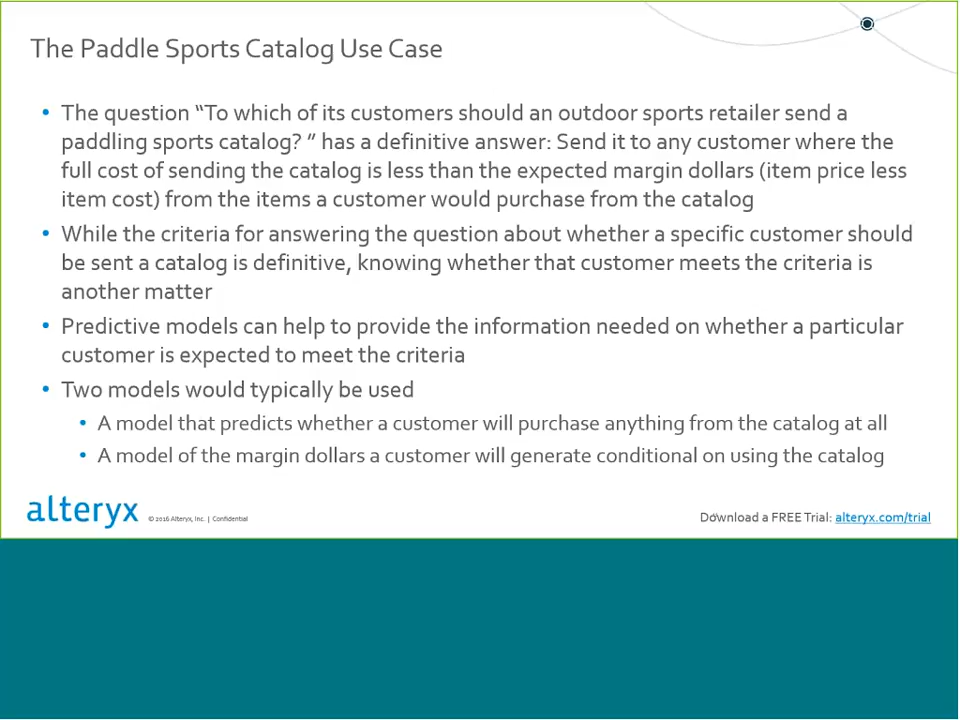 The Paddle Sports Catalog Use Case
• The question “To which of its customers should an outdoor sports retailer send a
paddling sports catalog? ” has a definitive answer: Send it to any customer where the
full cost of sending the catalog is less than the expected margin dollars (item price less
item cost) from the items a customer would purchase from the catalog
• While the criteria for answering the question about whether a specific customer should
be sent a catalog is definitive, knowing whether that customer meets the criteria is
another matter
• Predictive models can help to provide the information needed on whether a particular
customer is expected to meet the criteria
• Two models would typically be used
• A model that predicts whether a customer will purchase anything from the catalog at all
• A model of the margin dollars a customer will generate conditional on using the catalog
alteryx © 2016 Alteryx, Inc. | Confidential
Download a FREE Trial: alteryx.com/trial